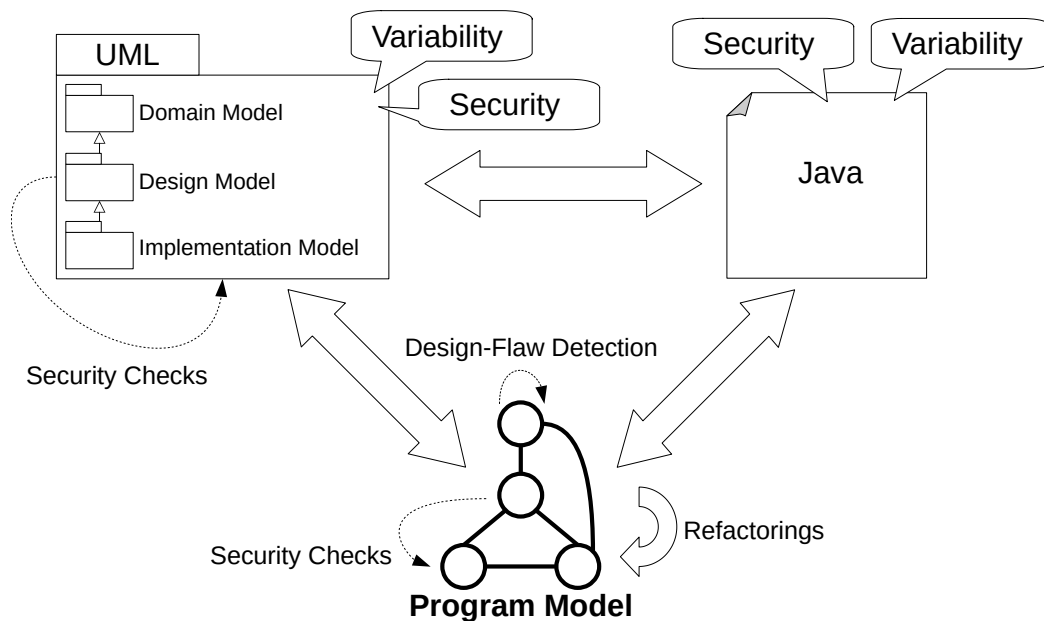 UML
Variability
Security
Security
Variability
Domain Model
Design Model
Implementation Model
Java
Security Checks
Design-Flaw Detection
Security Checks
Refactorings
Program Model